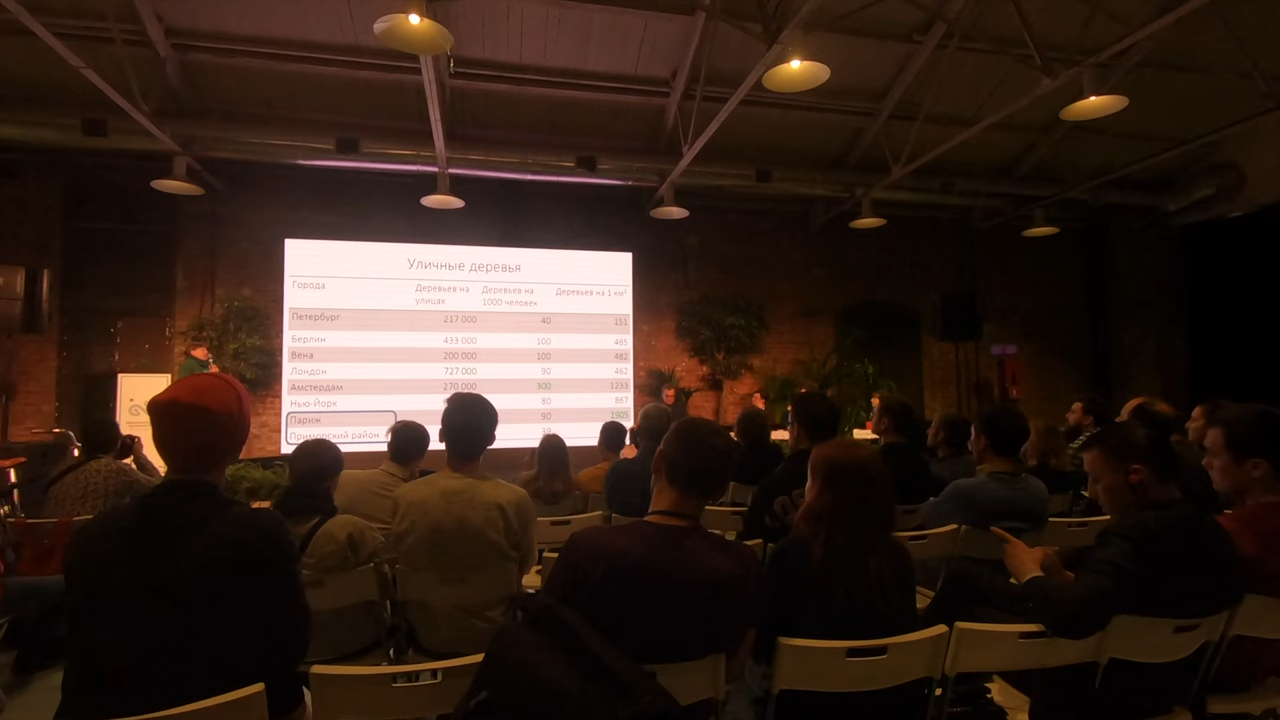 Уличные деревья
Города Деревьев на улицах Деревьев на 1000 человек Деревьев на 1 км²
Петербург 217 000 40 151
Берлин 433 000 100 485
Вена 200 000 100 482
Лондон 727 000 90 462
Амстердам 270 000 300 1233
Нью-Йорк 80 867
Париж 90 1905
Приморский район 39